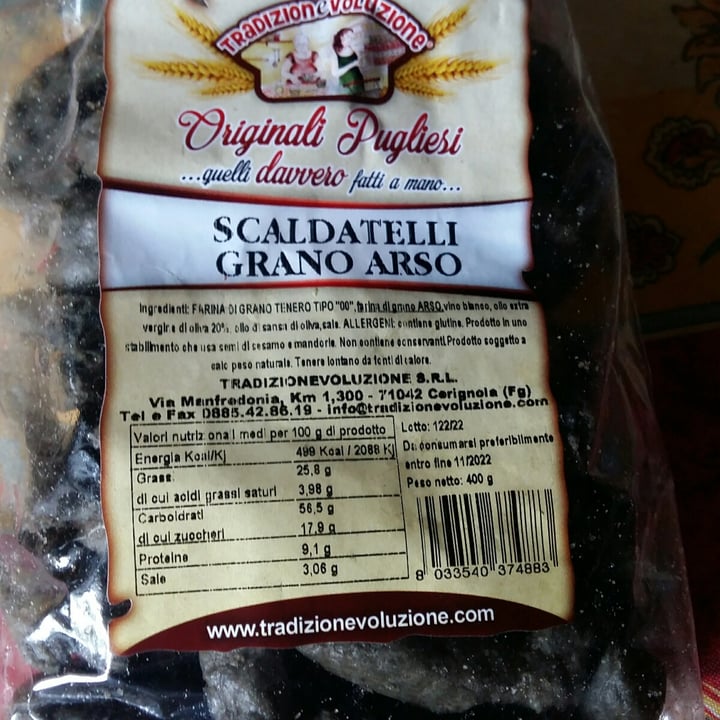 TRADIZIONEVOLUZIONE
Originali Pugliesi
...quelli davvero fatti a mano...
SCALDATELLI
GRANO ARSO
Ingredienti: FARINA DI GRANO TENERO TIPO "00", farina di grano ARSO, vino bianco, olio extra
vergine di oliva 20%, olio di sansa di oliva, sale. ALLERGENI: contiene glutine. Prodotto in uno
stabilimento che usa semi di sesamo e mandorle. Non contiene conservanti. Prodotto soggetto a
calo peso naturale. Tenere lontano da fonti di calore.
TRADIZIONEVOLUZIONE S.R.L.
Via Manfredonia, Km 1,300 - 71042 Cerignola (Fg)
Tel e Fax 0885.42.86.19 - info@tradizionevoluzione.com
Valori nutrizionali medi per 100 g di prodotto
Energia Kcal/Kj 499 Kcal / 2088 Kj
Grassi 25,8 g
di cui acidi grassi saturi 3,98 g
Carboidrati 56,5 g
di cui zuccheri 17,9 g
Proteine 9,1 g
Sale 3,06 g
Lotto: 122/22
Da consumarsi preferibilmente
entro fine 11/2022
Peso netto: 400 g
8 033540 374883
www.tradizionevoluzione.com